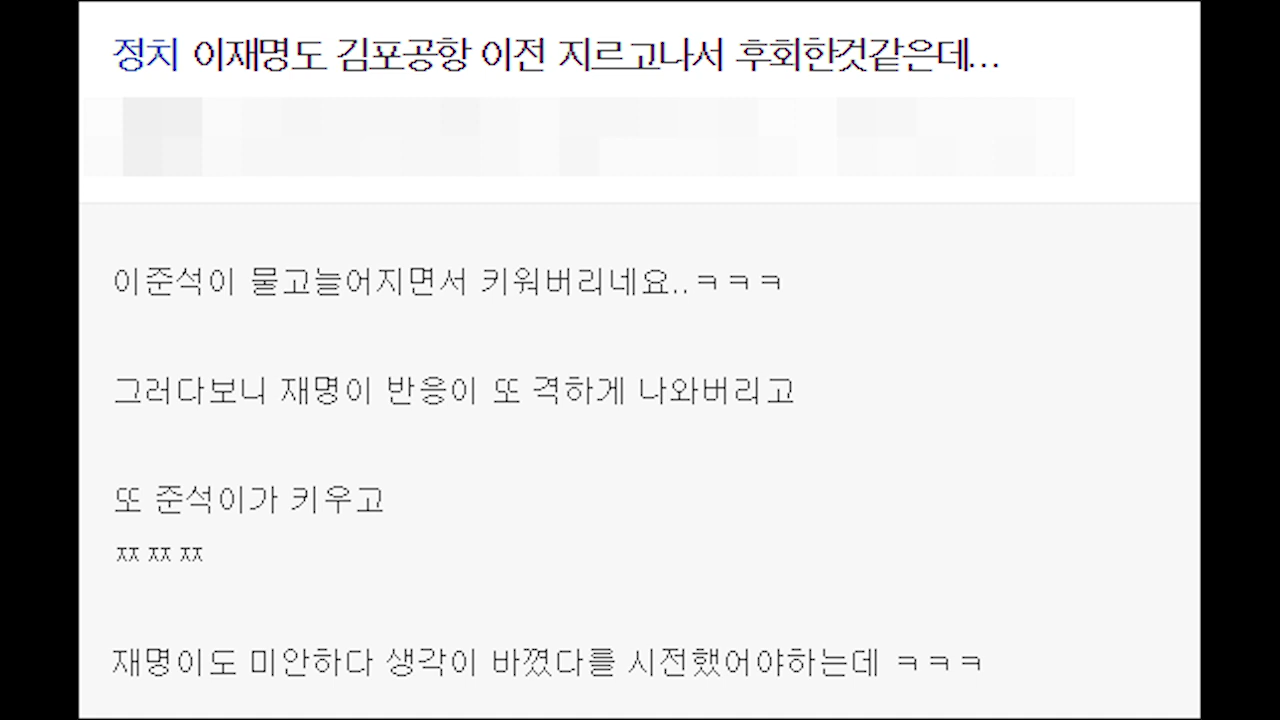 정치 이재명도 김포공항 이전 지르고나서 후회한것같은데...
이준석이 물고늘어지면서 키워버리네요..ㅋㅋㅋ
그러다보니 재명이 반응이 또 격하게 나와버리고
또 준석이가 키우고
ㅉㅉㅉ
재명이도 미안하다 생각이 바꼈다를 시전했어야하는데 ㅋㅋㅋ